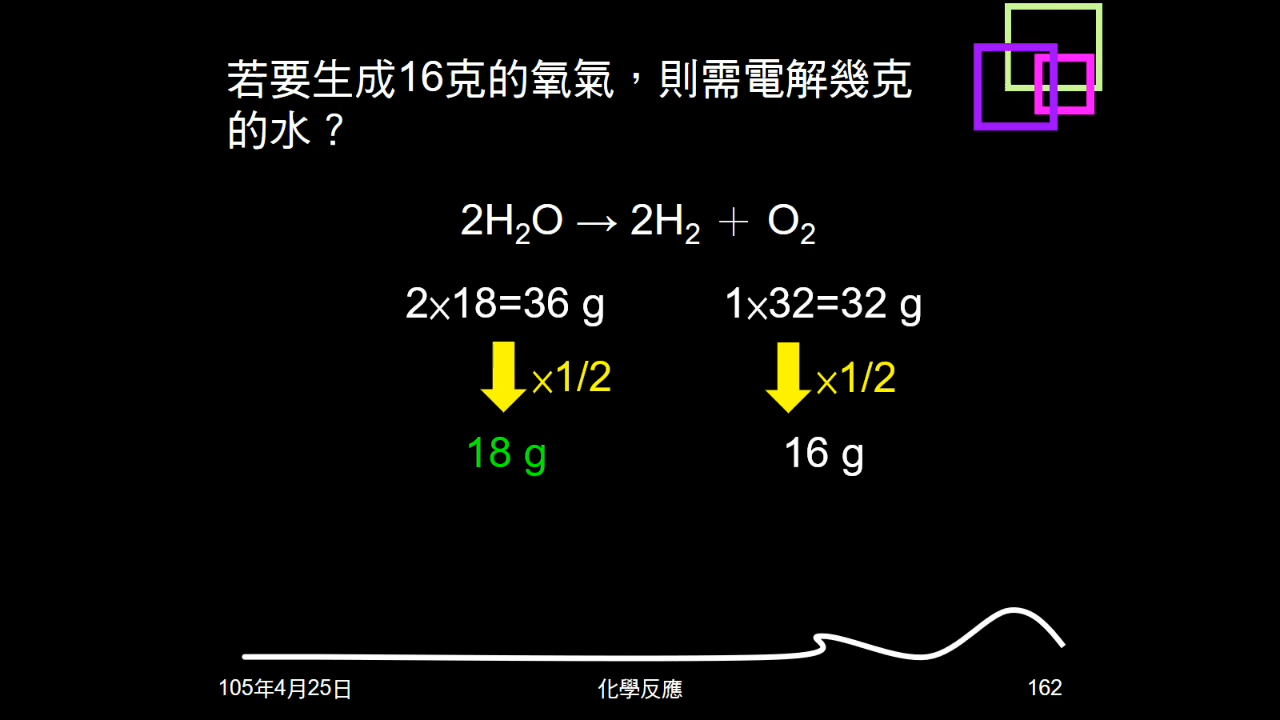 若要生成16克的氧氣，則需電解幾克
的水？
2H₂O → 2H₂ ＋ O₂
2×18=36 g 1×32=32 g
×1/2 ×1/2
18 g 16 g
105年4月25日 化學反應 162